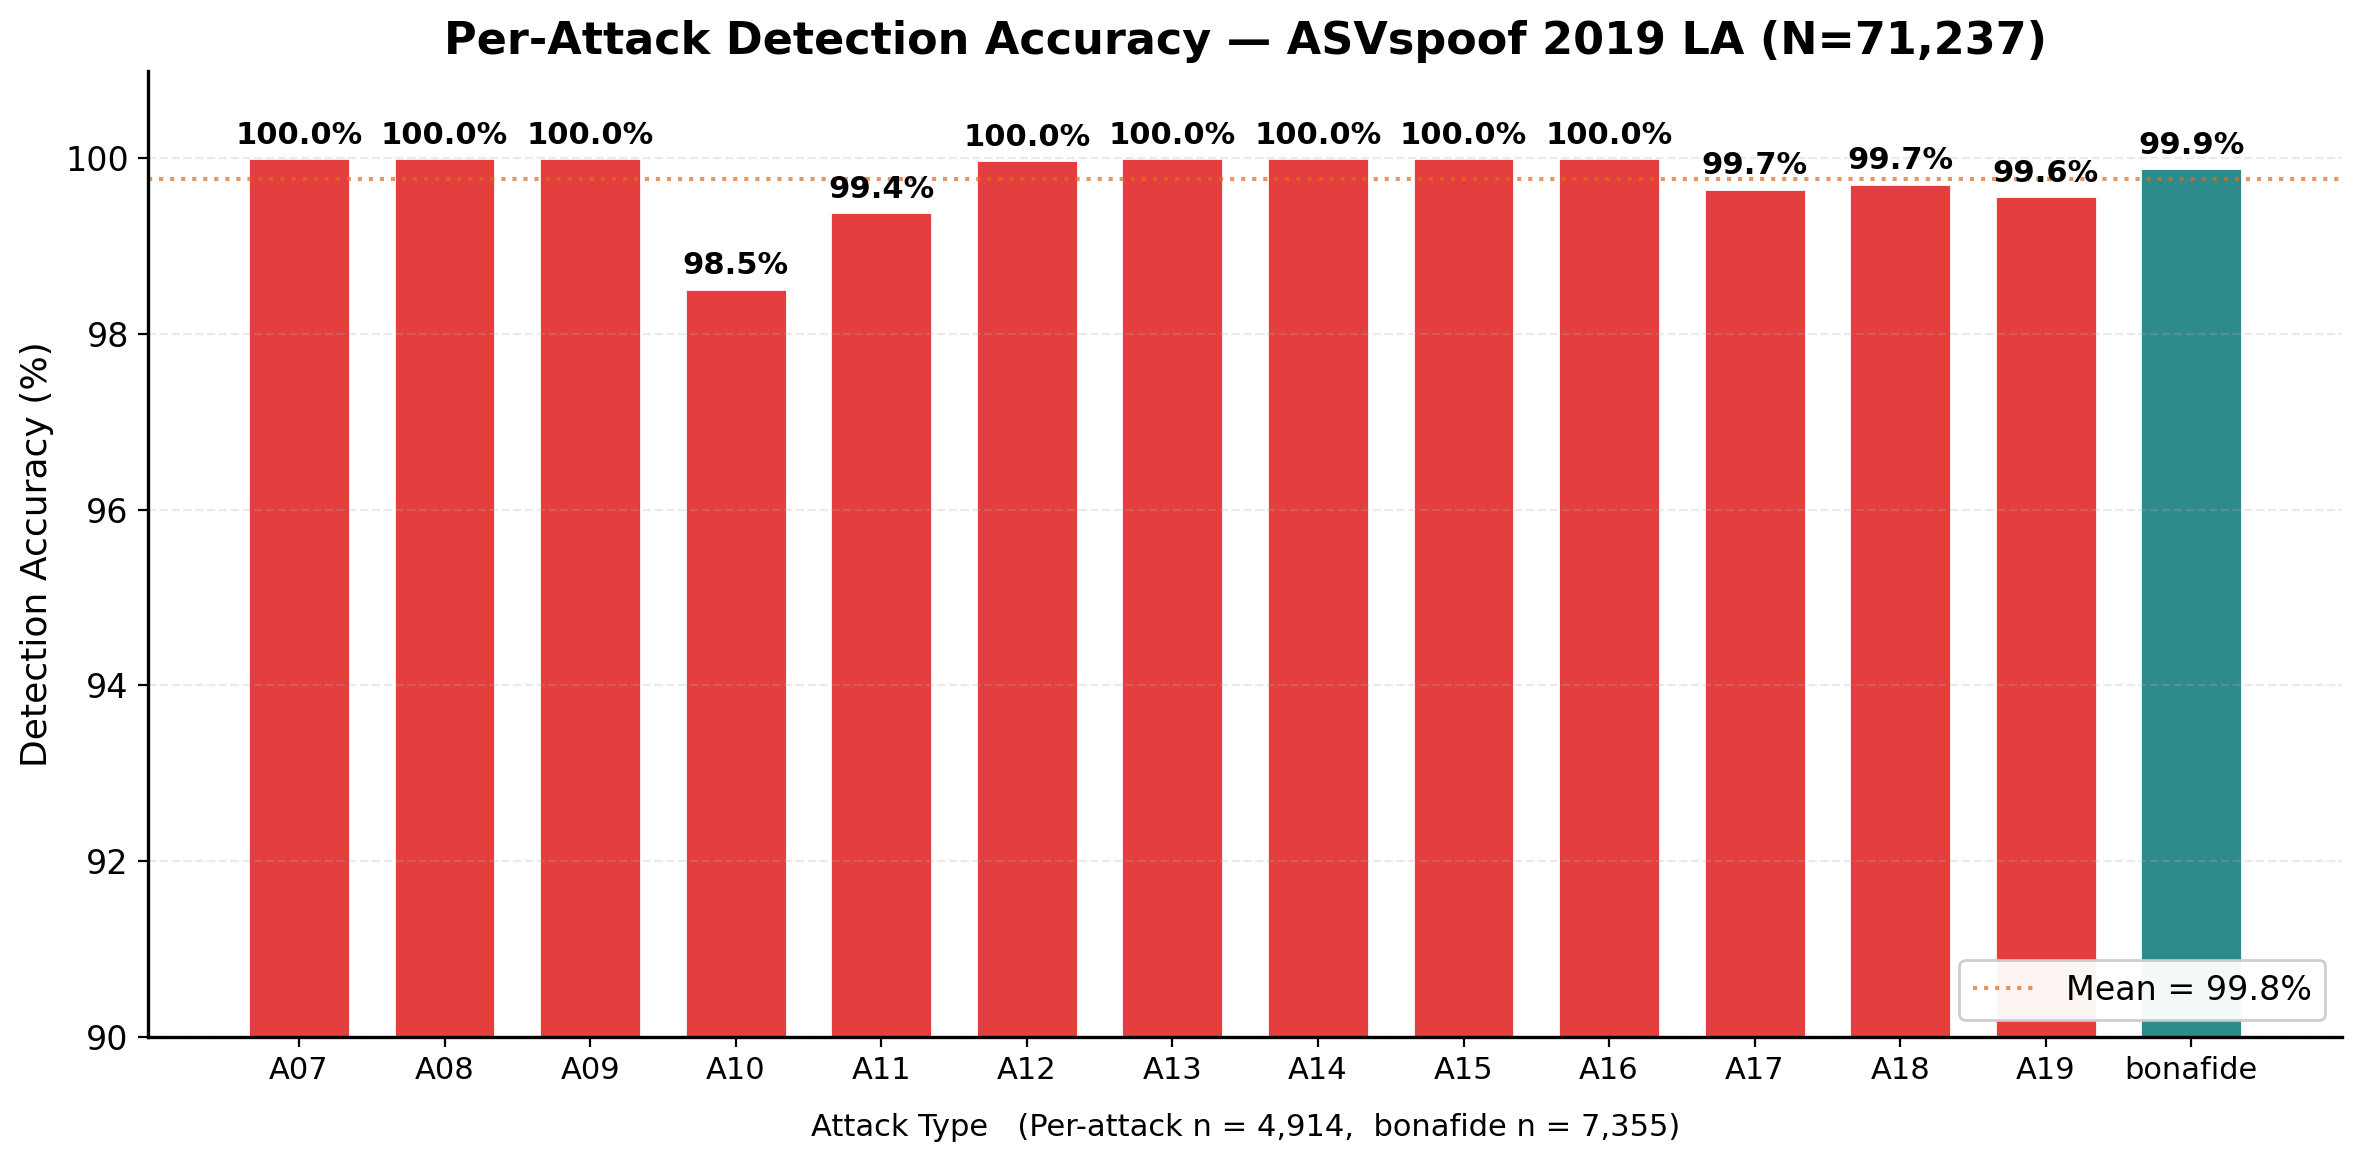 Per-Attack Detection Accuracy — ASVspoof 2019 LA (N=71,237)
Detection Accuracy (%)
100
98
96
94
92
90
100.0% 100.0% 100.0% 98.5% 99.4% 100.0% 100.0% 100.0% 100.0% 100.0% 99.7% 99.7% 99.6% 99.9%
Mean = 99.8%
A07 A08 A09 A10 A11 A12 A13 A14 A15 A16 A17 A18 A19 bonafide
Attack Type (Per-attack n = 4,914, bonafide n = 7,355)